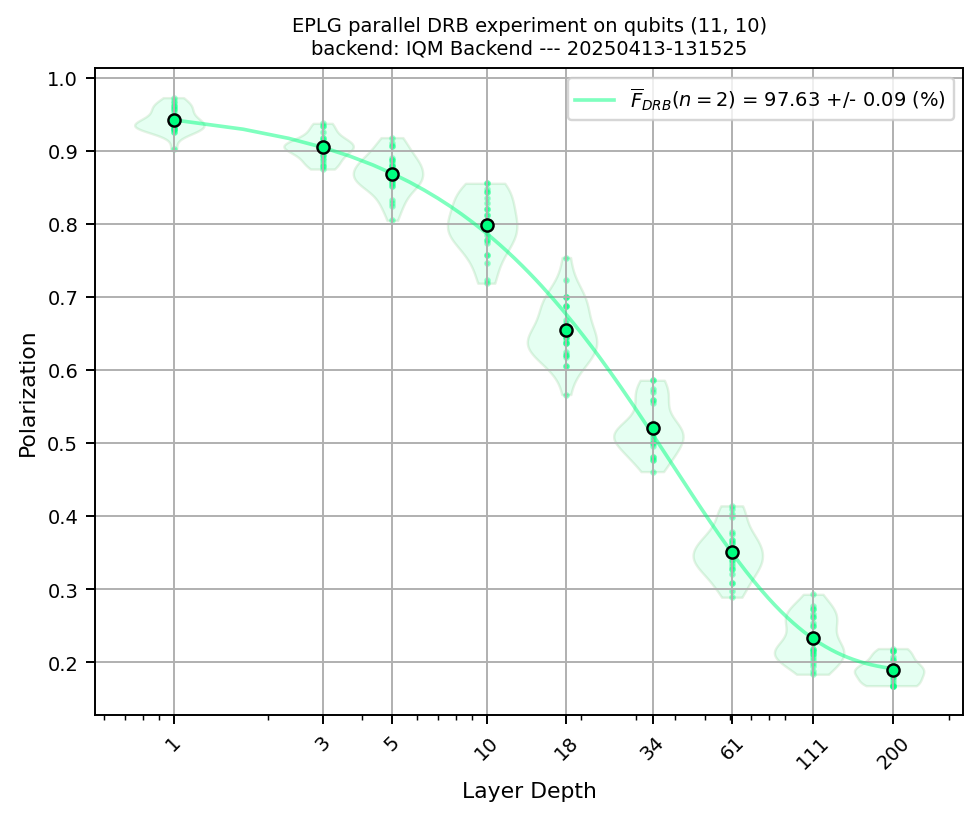 EPLG parallel DRB experiment on qubits (11, 10)
backend: IQM Backend --- 20250413-131525
F̅_DRB(n = 2) = 97.63 +/- 0.09 (%)
1.0
0.9
0.8
0.7
0.6
0.5
0.4
0.3
0.2
Polarization
1 3 5 10 18 34 61 111 200
Layer Depth